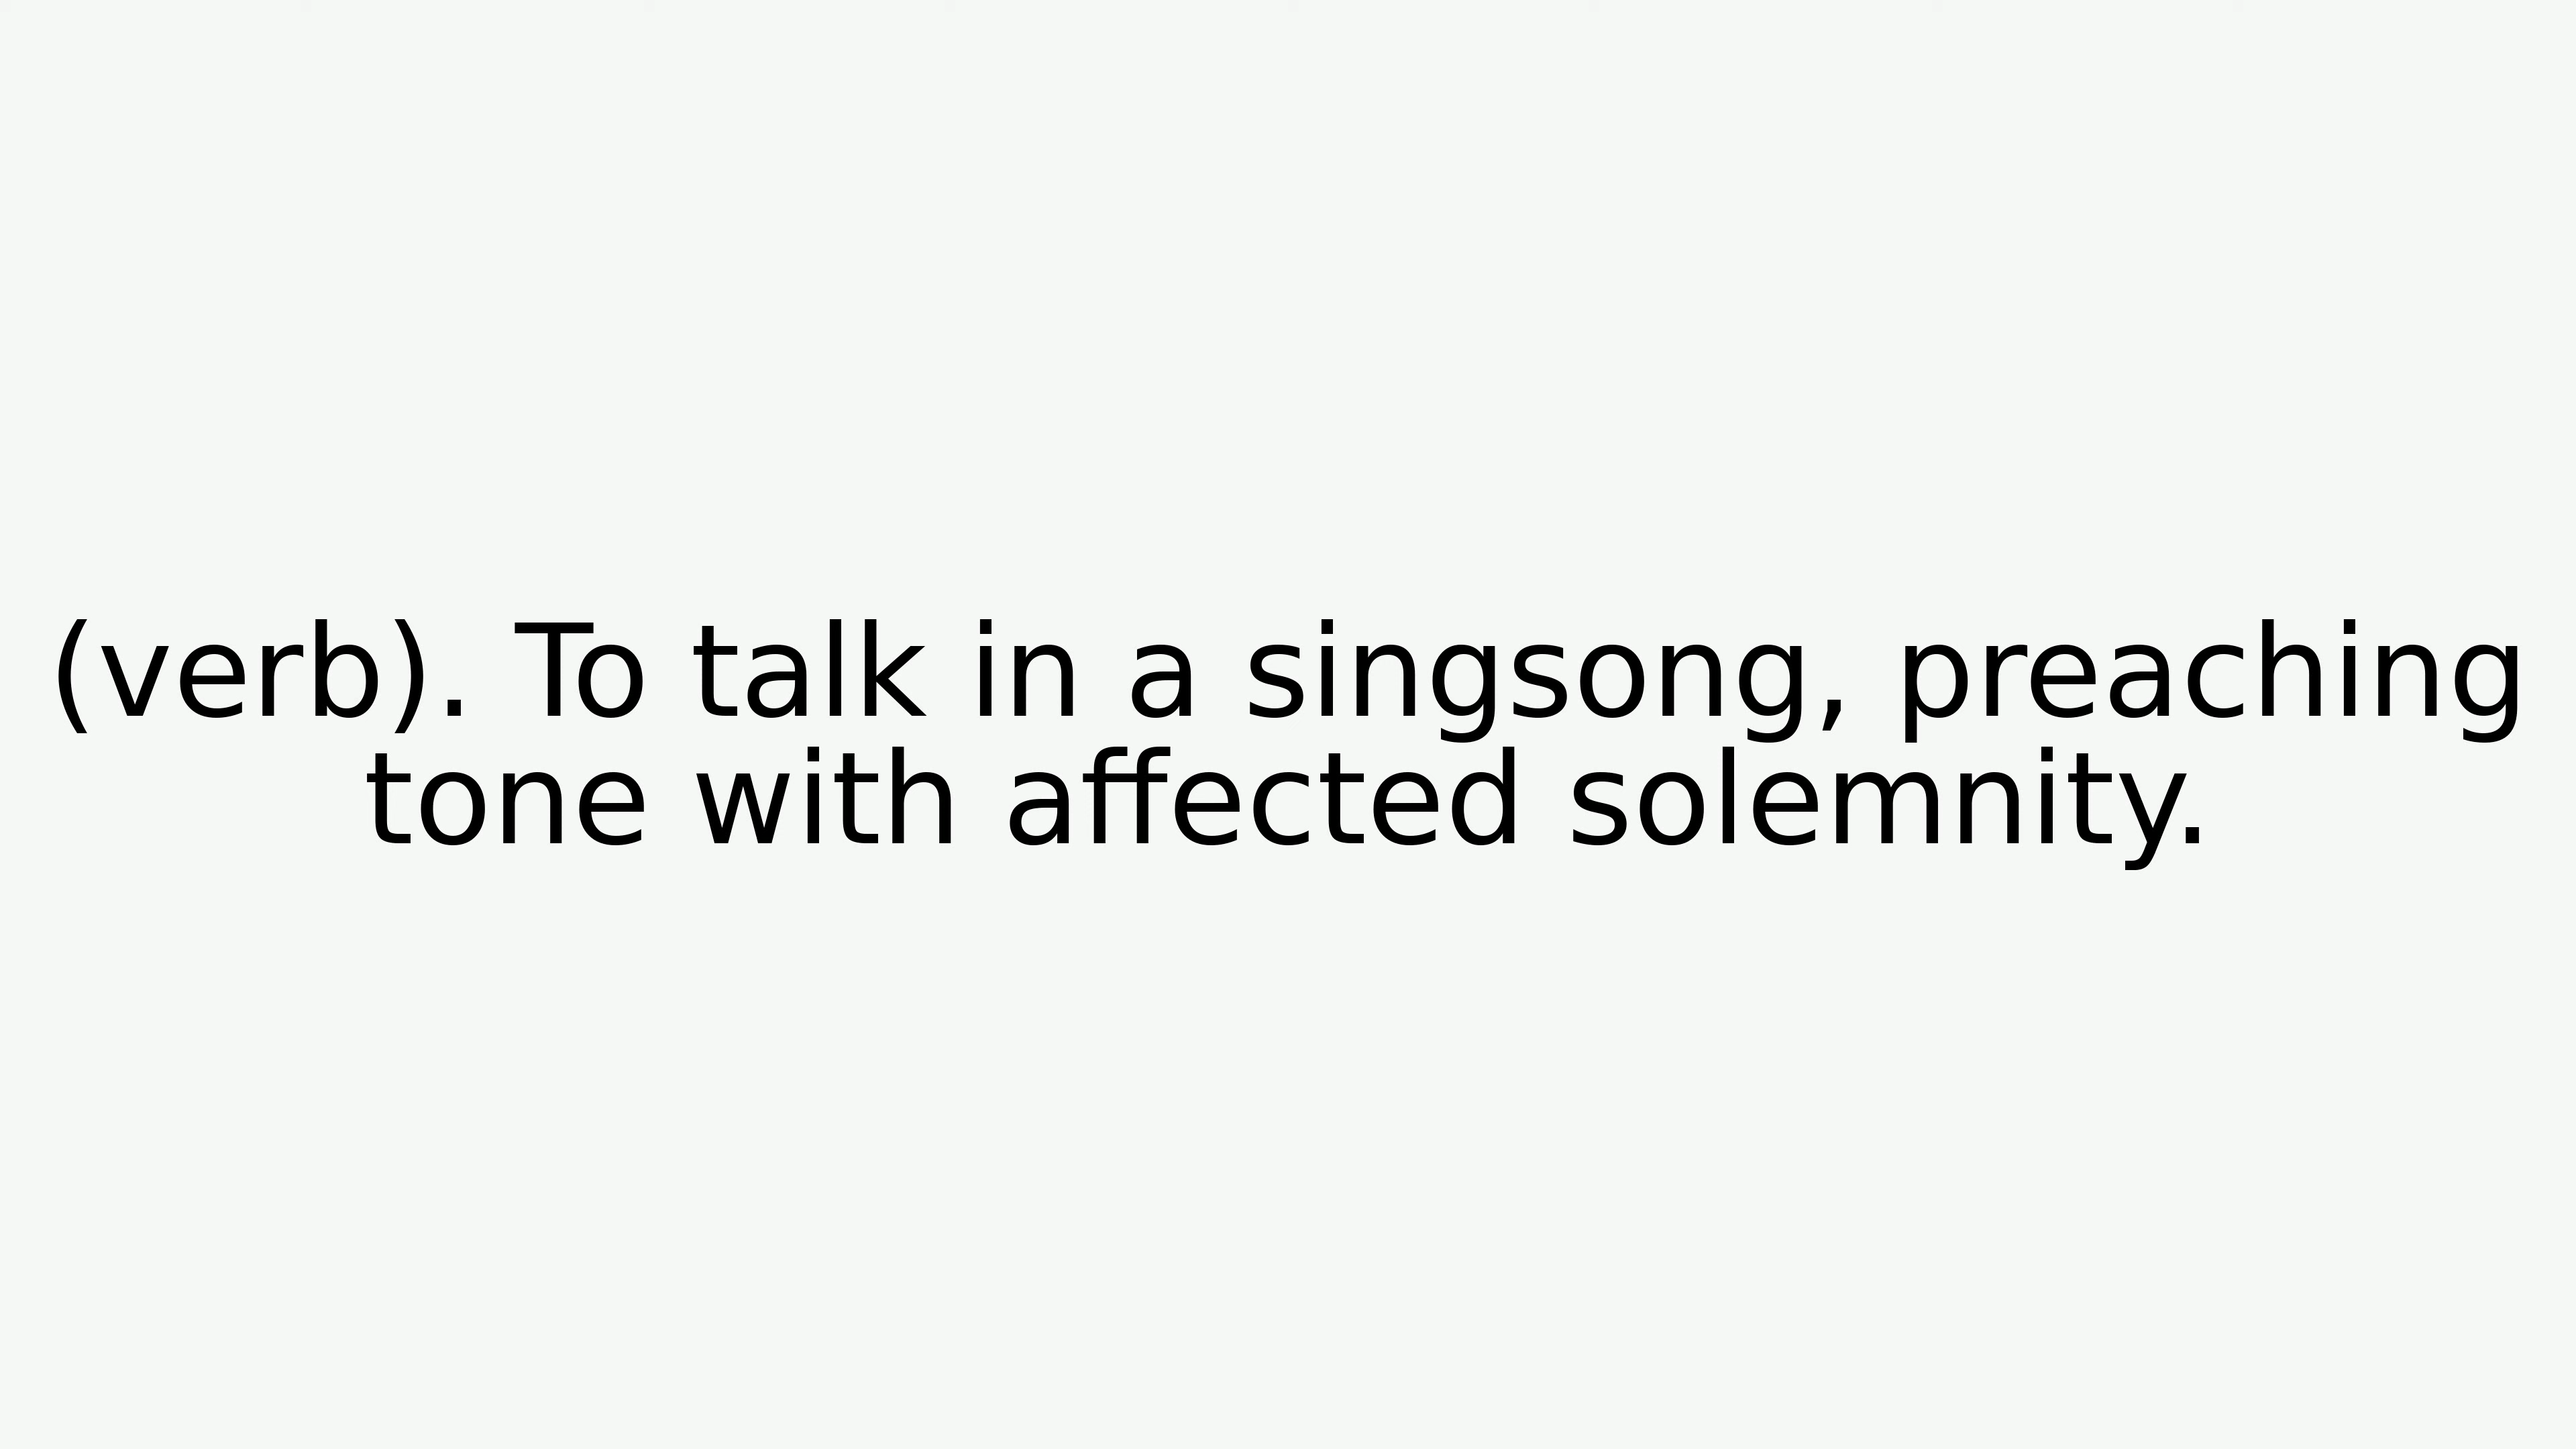 (verb). To talk in a singsong, preaching
tone with affected solemnity.